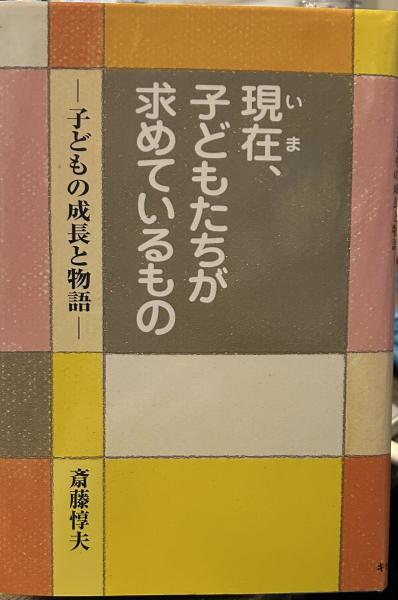 現在、
いま
子どもたちが
求めているもの
―子どもの成長と物語―
斎藤惇夫
キ